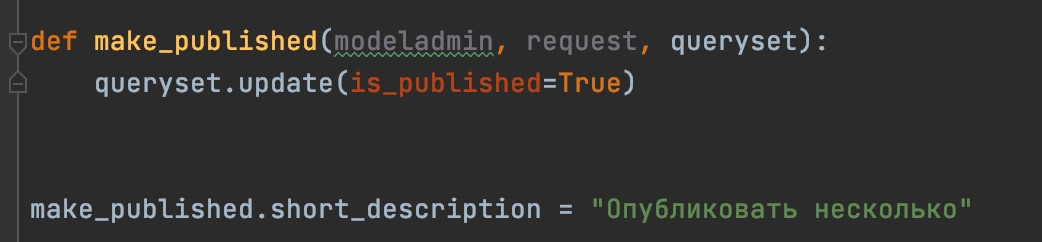 def make_published(modeladmin, request, queryset):
    queryset.update(is_published=True)
make_published.short_description = "Опубликовать несколько"